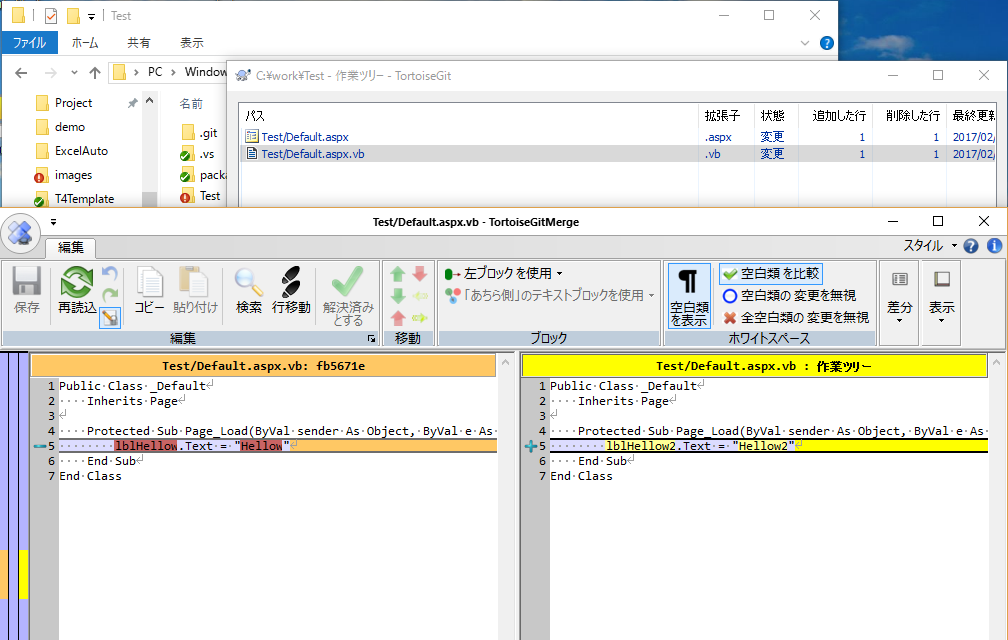 Test
ファイル ホーム 共有 表示
PC Window
Project
demo
ExcelAuto
images
T4Template
名前
.git
.vs
packa
Test
C:¥work¥Test - 作業ツリー - TortoiseGit
パス 拡張子 状態 追加した行 削除した行 最終更新
Test/Default.aspx .aspx 変更 1 1 2017/02/
Test/Default.aspx.vb .vb 変更 1 1 2017/02/
Test/Default.aspx.vb - TortoiseGitMerge
編集 スタイル
保存 再読込 コピー 貼り付け 検索 行移動 解決済みとする
編集
移動
左ブロックを使用
「あちら側」のテキストブロックを使用
ブロック
空白類を表示
空白類 を比較
空白類の 変更を無視
全空白類の 変更を無視
ホワイトスペース
差分 表示
Test/Default.aspx.vb: fb5671e
1 Public·Class·_Default↲
2 ····Inherits·Page↲
3 ↲
4 ····Protected·Sub·Page_Load(ByVal·sender·As·Object,·ByVal·e·As·
5 ········lblHellow.Text·=·"Hellow"↲
6 ····End·Sub↲
7 End·Class
Test/Default.aspx.vb : 作業ツリー
1 Public·Class·_Default↲
2 ····Inherits·Page↲
3 ↲
4 ····Protected·Sub·Page_Load(ByVal·sender·As·Object,·ByVal·e·As·
5 ········lblHellow2.Text·=·"Hellow2"↲
6 ····End·Sub↲
7 End·Class